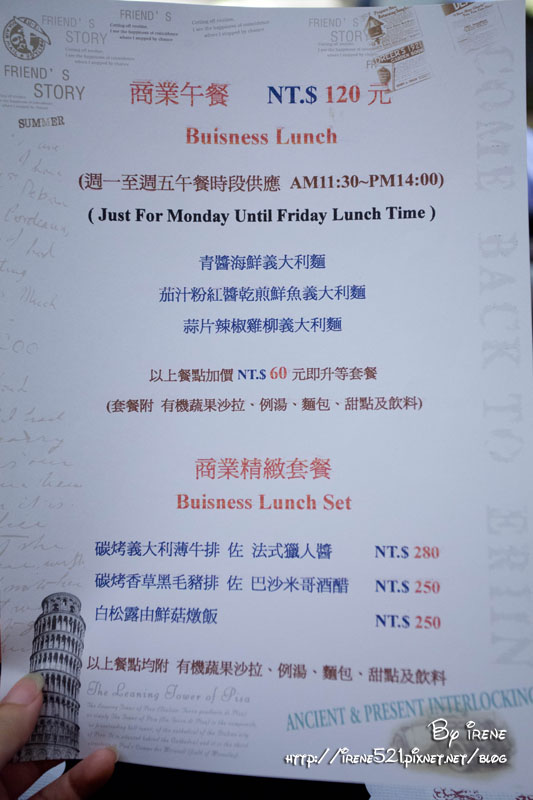 FRIEND'S
STORY
FRIEND'S
FRIEND'S
STORY
SUMMER
商業午餐 NT.$ 120 元
Buisness Lunch
(週一至週五午餐時段供應 AM11:30~PM14:00)
( Just For Monday Until Friday Lunch Time )
青醬海鮮義大利麵
茄汁粉紅醬乾煎鮮魚義大利麵
蒜片辣椒雞柳義大利麵
以上餐點加價 NT.$ 60 元即升等套餐
(套餐附 有機蔬果沙拉、例湯、麵包、甜點及飲料)
商業精緻套餐
Buisness Lunch Set
碳烤義大利薄牛排 佐 法式獵人醬 NT.$ 280
碳烤香草黑毛豬排 佐 巴沙米哥酒醋 NT.$ 250
白松露由鮮菇燉飯 NT.$ 250
以上餐點均附 有機蔬果沙拉、例湯、麵包、甜點及飲料
COME BACK TO ERIIN
The Leaning Tower of Pisa
ANCIENT & PRESENT INTERLOCKING
By Irene
http://irene521.pixnet.net/blog